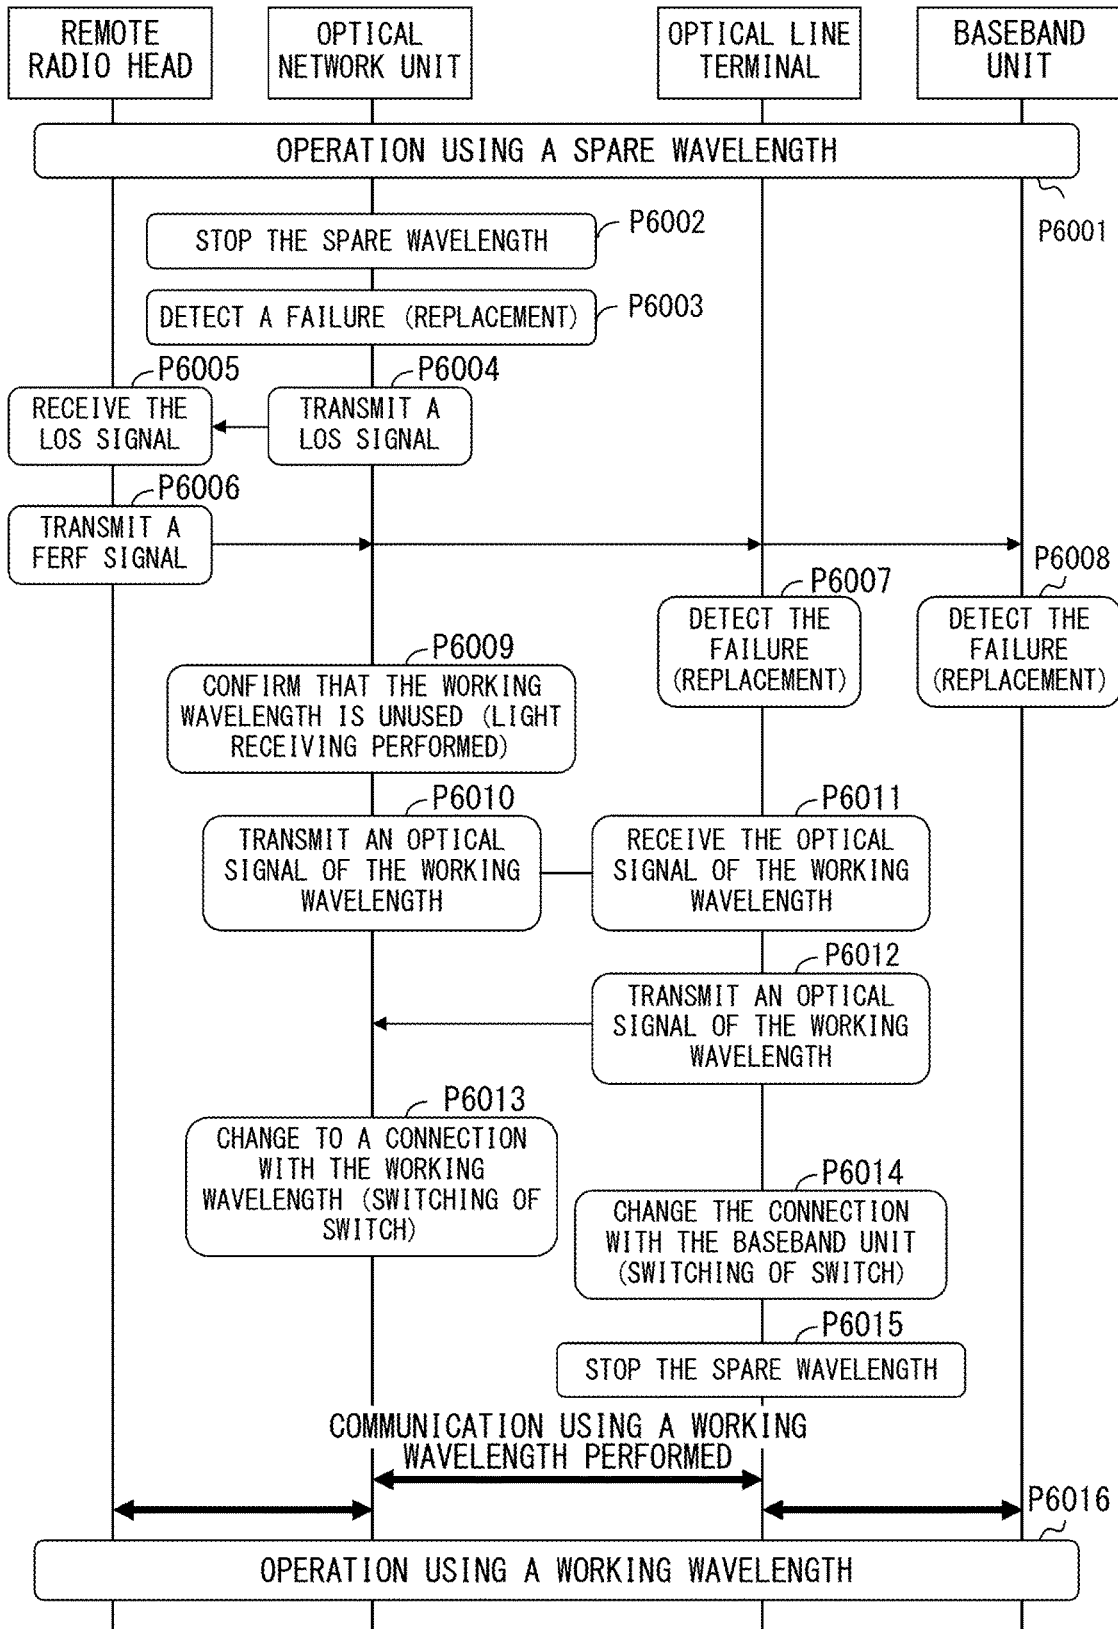 REMOTE
RADIO HEAD
OPTICAL
NETWORK UNIT
OPTICAL LINE
TERMINAL
BASEBAND
UNIT
OPERATION USING A SPARE WAVELENGTH
P6001
STOP THE SPARE WAVELENGTH
P6002
DETECT A FAILURE (REPLACEMENT)
P6003
P6005
RECEIVE THE
LOS SIGNAL
P6004
TRANSMIT A
LOS SIGNAL
P6006
TRANSMIT A
FERF SIGNAL
P6007
DETECT THE
FAILURE
(REPLACEMENT)
P6008
DETECT THE
FAILURE
(REPLACEMENT)
P6009
CONFIRM THAT THE WORKING
WAVELENGTH IS UNUSED (LIGHT
RECEIVING PERFORMED)
P6010
TRANSMIT AN OPTICAL
SIGNAL OF THE WORKING
WAVELENGTH
P6011
RECEIVE THE OPTICAL
SIGNAL OF THE WORKING
WAVELENGTH
P6012
TRANSMIT AN OPTICAL
SIGNAL OF THE WORKING
WAVELENGTH
P6013
CHANGE TO A CONNECTION
WITH THE WORKING
WAVELENGTH (SWITCHING OF
SWITCH)
P6014
CHANGE THE CONNECTION
WITH THE BASEBAND UNIT
(SWITCHING OF SWITCH)
P6015
STOP THE SPARE WAVELENGTH
COMMUNICATION USING A WORKING
WAVELENGTH PERFORMED
P6016
OPERATION USING A WORKING WAVELENGTH